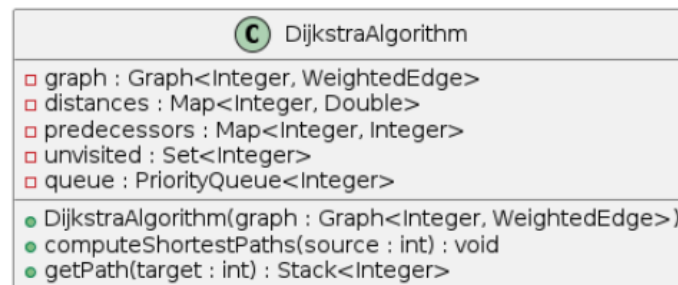 C DijkstraAlgorithm
graph : Graph<Integer, WeightedEdge>
distances : Map<Integer, Double>
predecessors : Map<Integer, Integer>
unvisited : Set<Integer>
queue : PriorityQueue<Integer>
DijkstraAlgorithm(graph : Graph<Integer, WeightedEdge>)
computeShortestPaths(source : int) : void
getPath(target : int) : Stack<Integer>